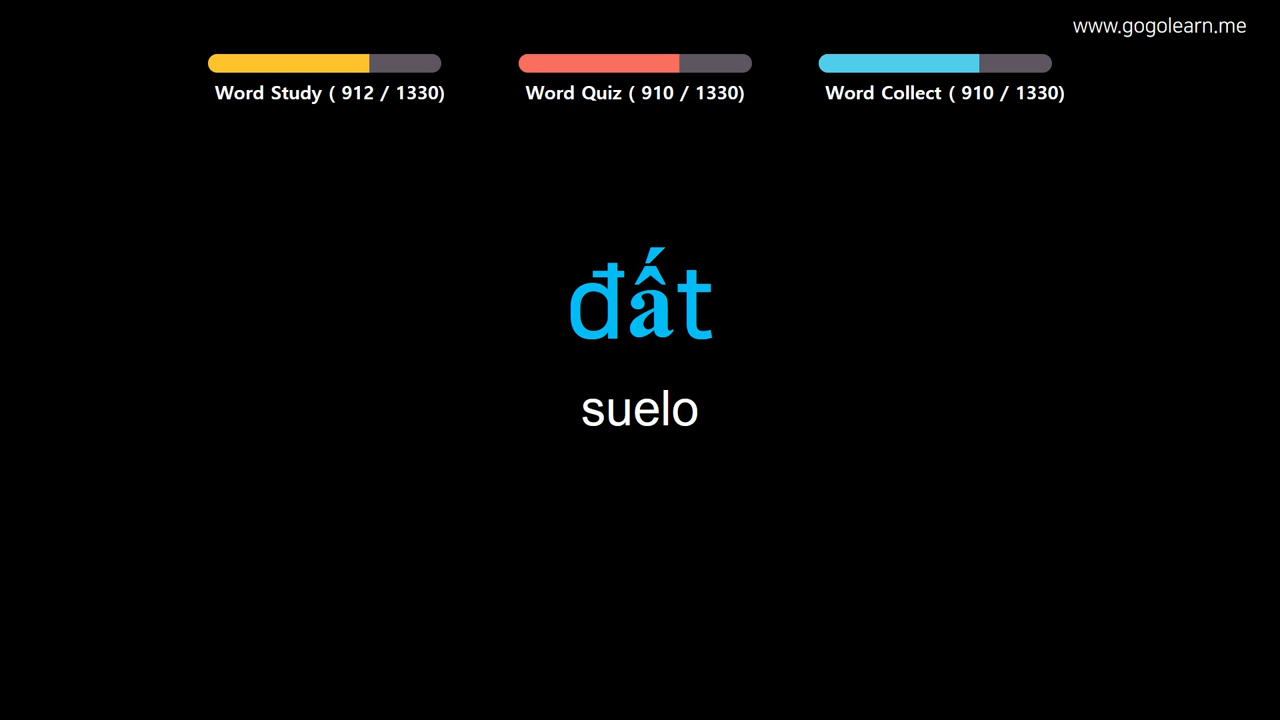 www.gogolearn.me
Word Study ( 912 / 1330)
Word Quiz ( 910 / 1330)
Word Collect ( 910 / 1330)
đất
suelo